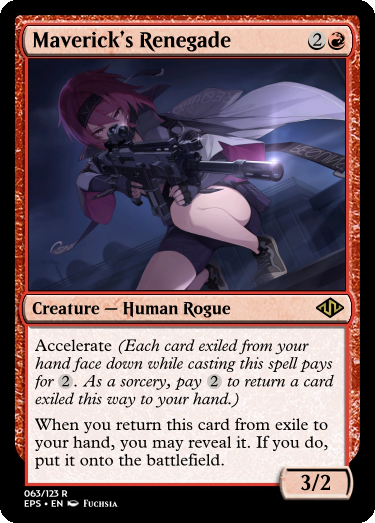 Maverick's Renegade 2
Creature — Human Rogue
Accelerate (Each card exiled from your
hand face down while casting this spell pays
for 2. As a sorcery, pay 2 to return a card
exiled this way to your hand.)
When you return this card from exile to
your hand, you may reveal it. If you do,
put it onto the battlefield.
3/2
063/123 R
EPS • EN Fuchsia